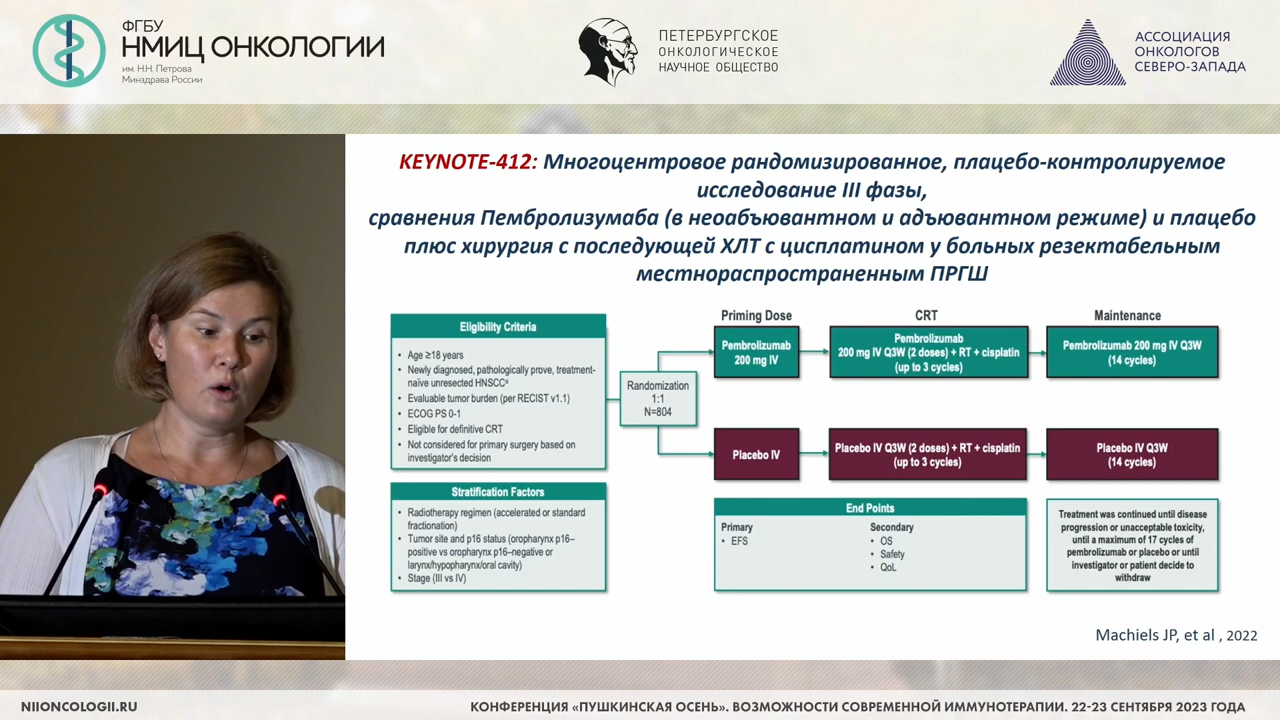 ФГБУ
НМИЦ ОНКОЛОГИИ
им. Н.Н. Петрова
Минздрава России
ПЕТЕРБУРГСКОЕ
ОНКОЛОГИЧЕСКОЕ
НАУЧНОЕ ОБЩЕСТВО
АССОЦИАЦИЯ
ОНКОЛОГОВ
СЕВЕРО-ЗАПАДА
KEYNOTE-412: Многоцентровое рандомизированное, плацебо-контролируемое
исследование III фазы,
сравнения Пембролизумаба (в неоабъювантном и адъювантном режиме) и плацебо
плюс хирургия с последующей ХЛТ с цисплатином у больных резектабельным
местнораспространенным ПРГШ
Eligibility Criteria
• Age ≥18 years
• Newly diagnosed, pathologically prove, treatment-
naïve unresected HNSCCª
• Evaluable tumor burden (per RECIST v1.1)
• ECOG PS 0-1
• Eligible for definitive CRT
• Not considered for primary surgery based on
investigator's decision
Stratification Factors
• Radiotherapy regimen (accelerated or standard
fractionation)
• Tumor site and p16 status (oropharynx p16–
positive vs oropharynx p16–negative or
larynx/hypopharynx/oral cavity)
• Stage (III vs IV)
Randomization
1:1
N=804
Priming Dose
Pembrolizumab
200 mg IV
Placebo IV
CRT
Pembrolizumab
200 mg IV Q3W (2 doses) + RT + cisplatin
(up to 3 cycles)
Placebo IV Q3W (2 doses) + RT + cisplatin
(up to 3 cycles)
Maintenance
Pembrolizumab 200 mg IV Q3W
(14 cycles)
Placebo IV Q3W
(14 cycles)
End Points
Primary
• EFS
Secondary
• OS
• Safety
• QoL
Treatment was continued until disease
progression or unacceptable toxicity,
until a maximum of 17 cycles of
pembrolizumab or placebo or until
investigator or patient decide to
withdraw
Machiels JP, et al , 2022
NIIONCOLOGII.RU
КОНФЕРЕНЦИЯ «ПУШКИНСКАЯ ОСЕНЬ». ВОЗМОЖНОСТИ СОВРЕМЕННОЙ ИММУНОТЕРАПИИ. 22-23 СЕНТЯБРЯ 2023 ГОДА